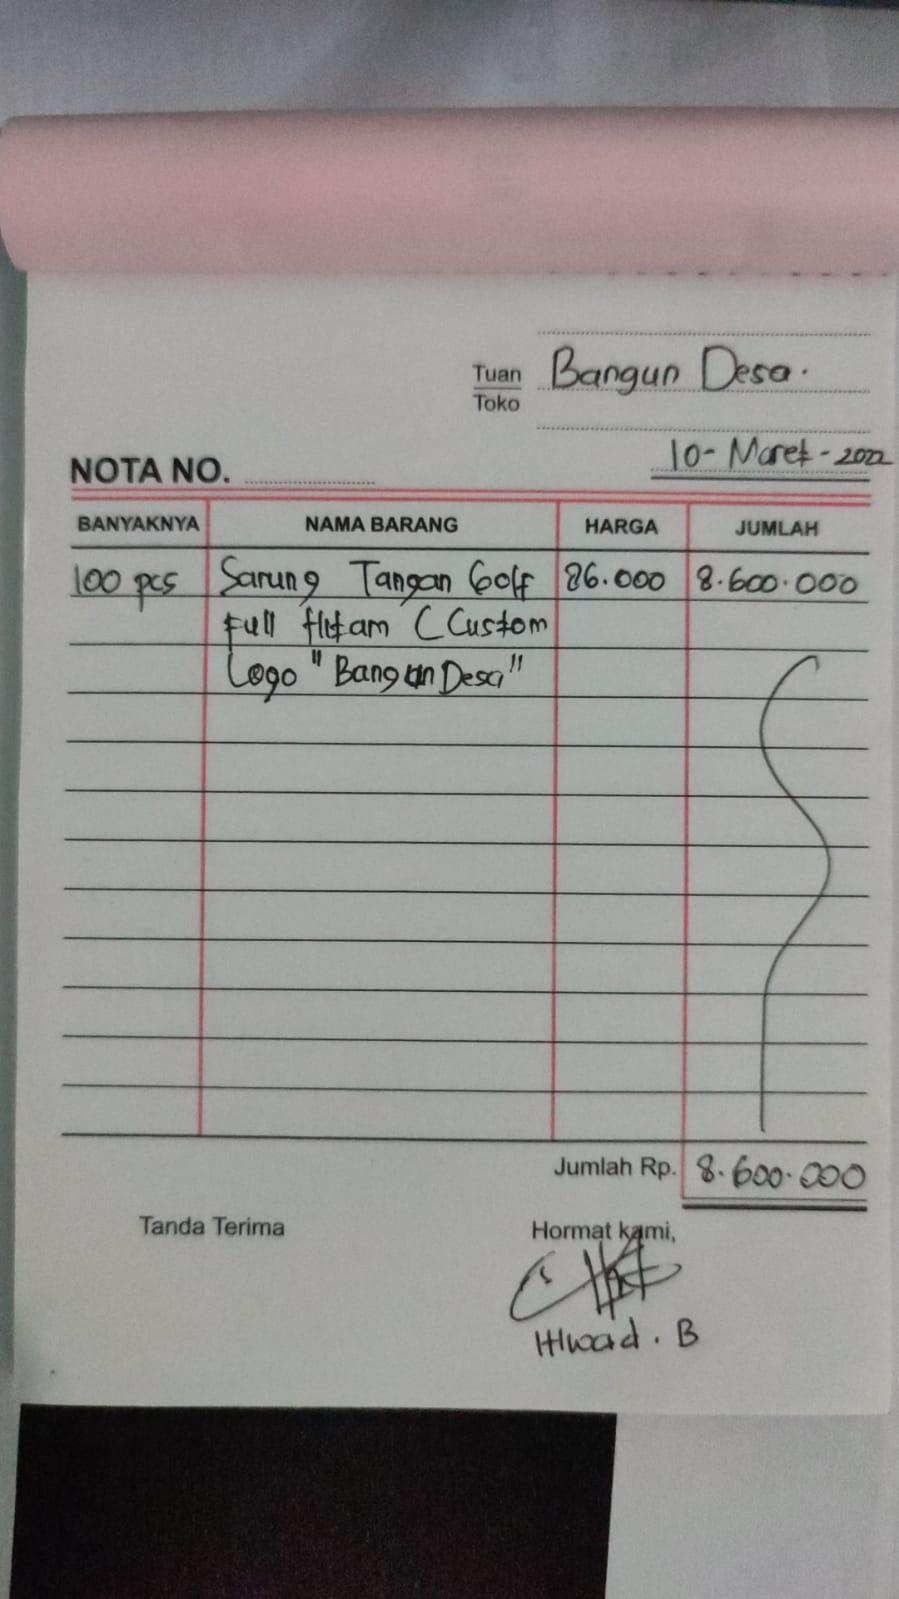 Tuan Bangun Desa.
Toko
10-Maret-2022
NOTA NO.
BANYAKNYA NAMA BARANG HARGA JUMLAH
100 pcs Sarung Tangan Golf 86.000 8.600.000
Full Hitam ( Custom
Logo "Bangun Desa"
Jumlah Rp. 8.600.000
Tanda Terima Hormat kami,
B